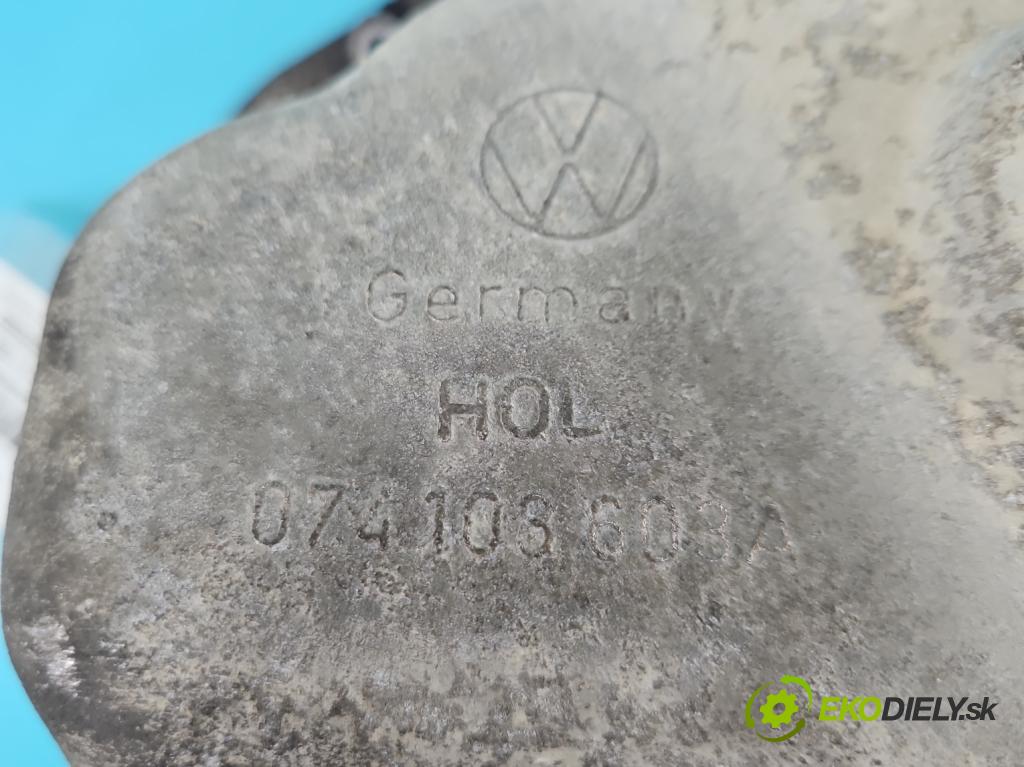 Germany
HOL
074 103 603A
EKODIELY.sk